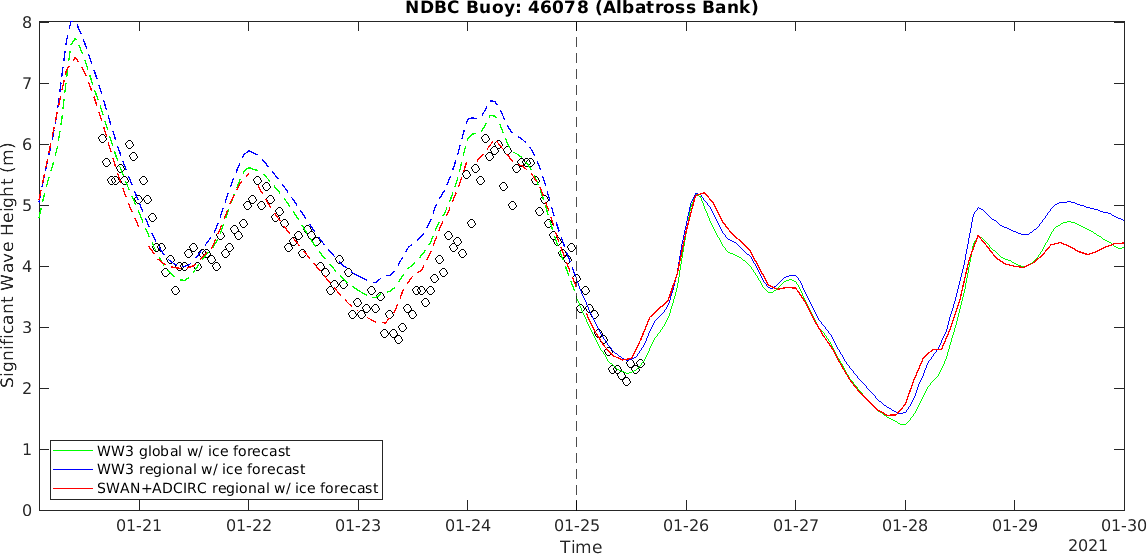 NDBC Buoy: 46078 (Albatross Bank)
Significant Wave Height (m)
8
7
6
5
4
3
2
1
0
WW3 global w/ ice forecast
WW3 regional w/ ice forecast
SWAN+ADCIRC regional w/ ice forecast
01-21 01-22 01-23 01-24 01-25 01-26 01-27 01-28 01-29 01-30
Time
2021